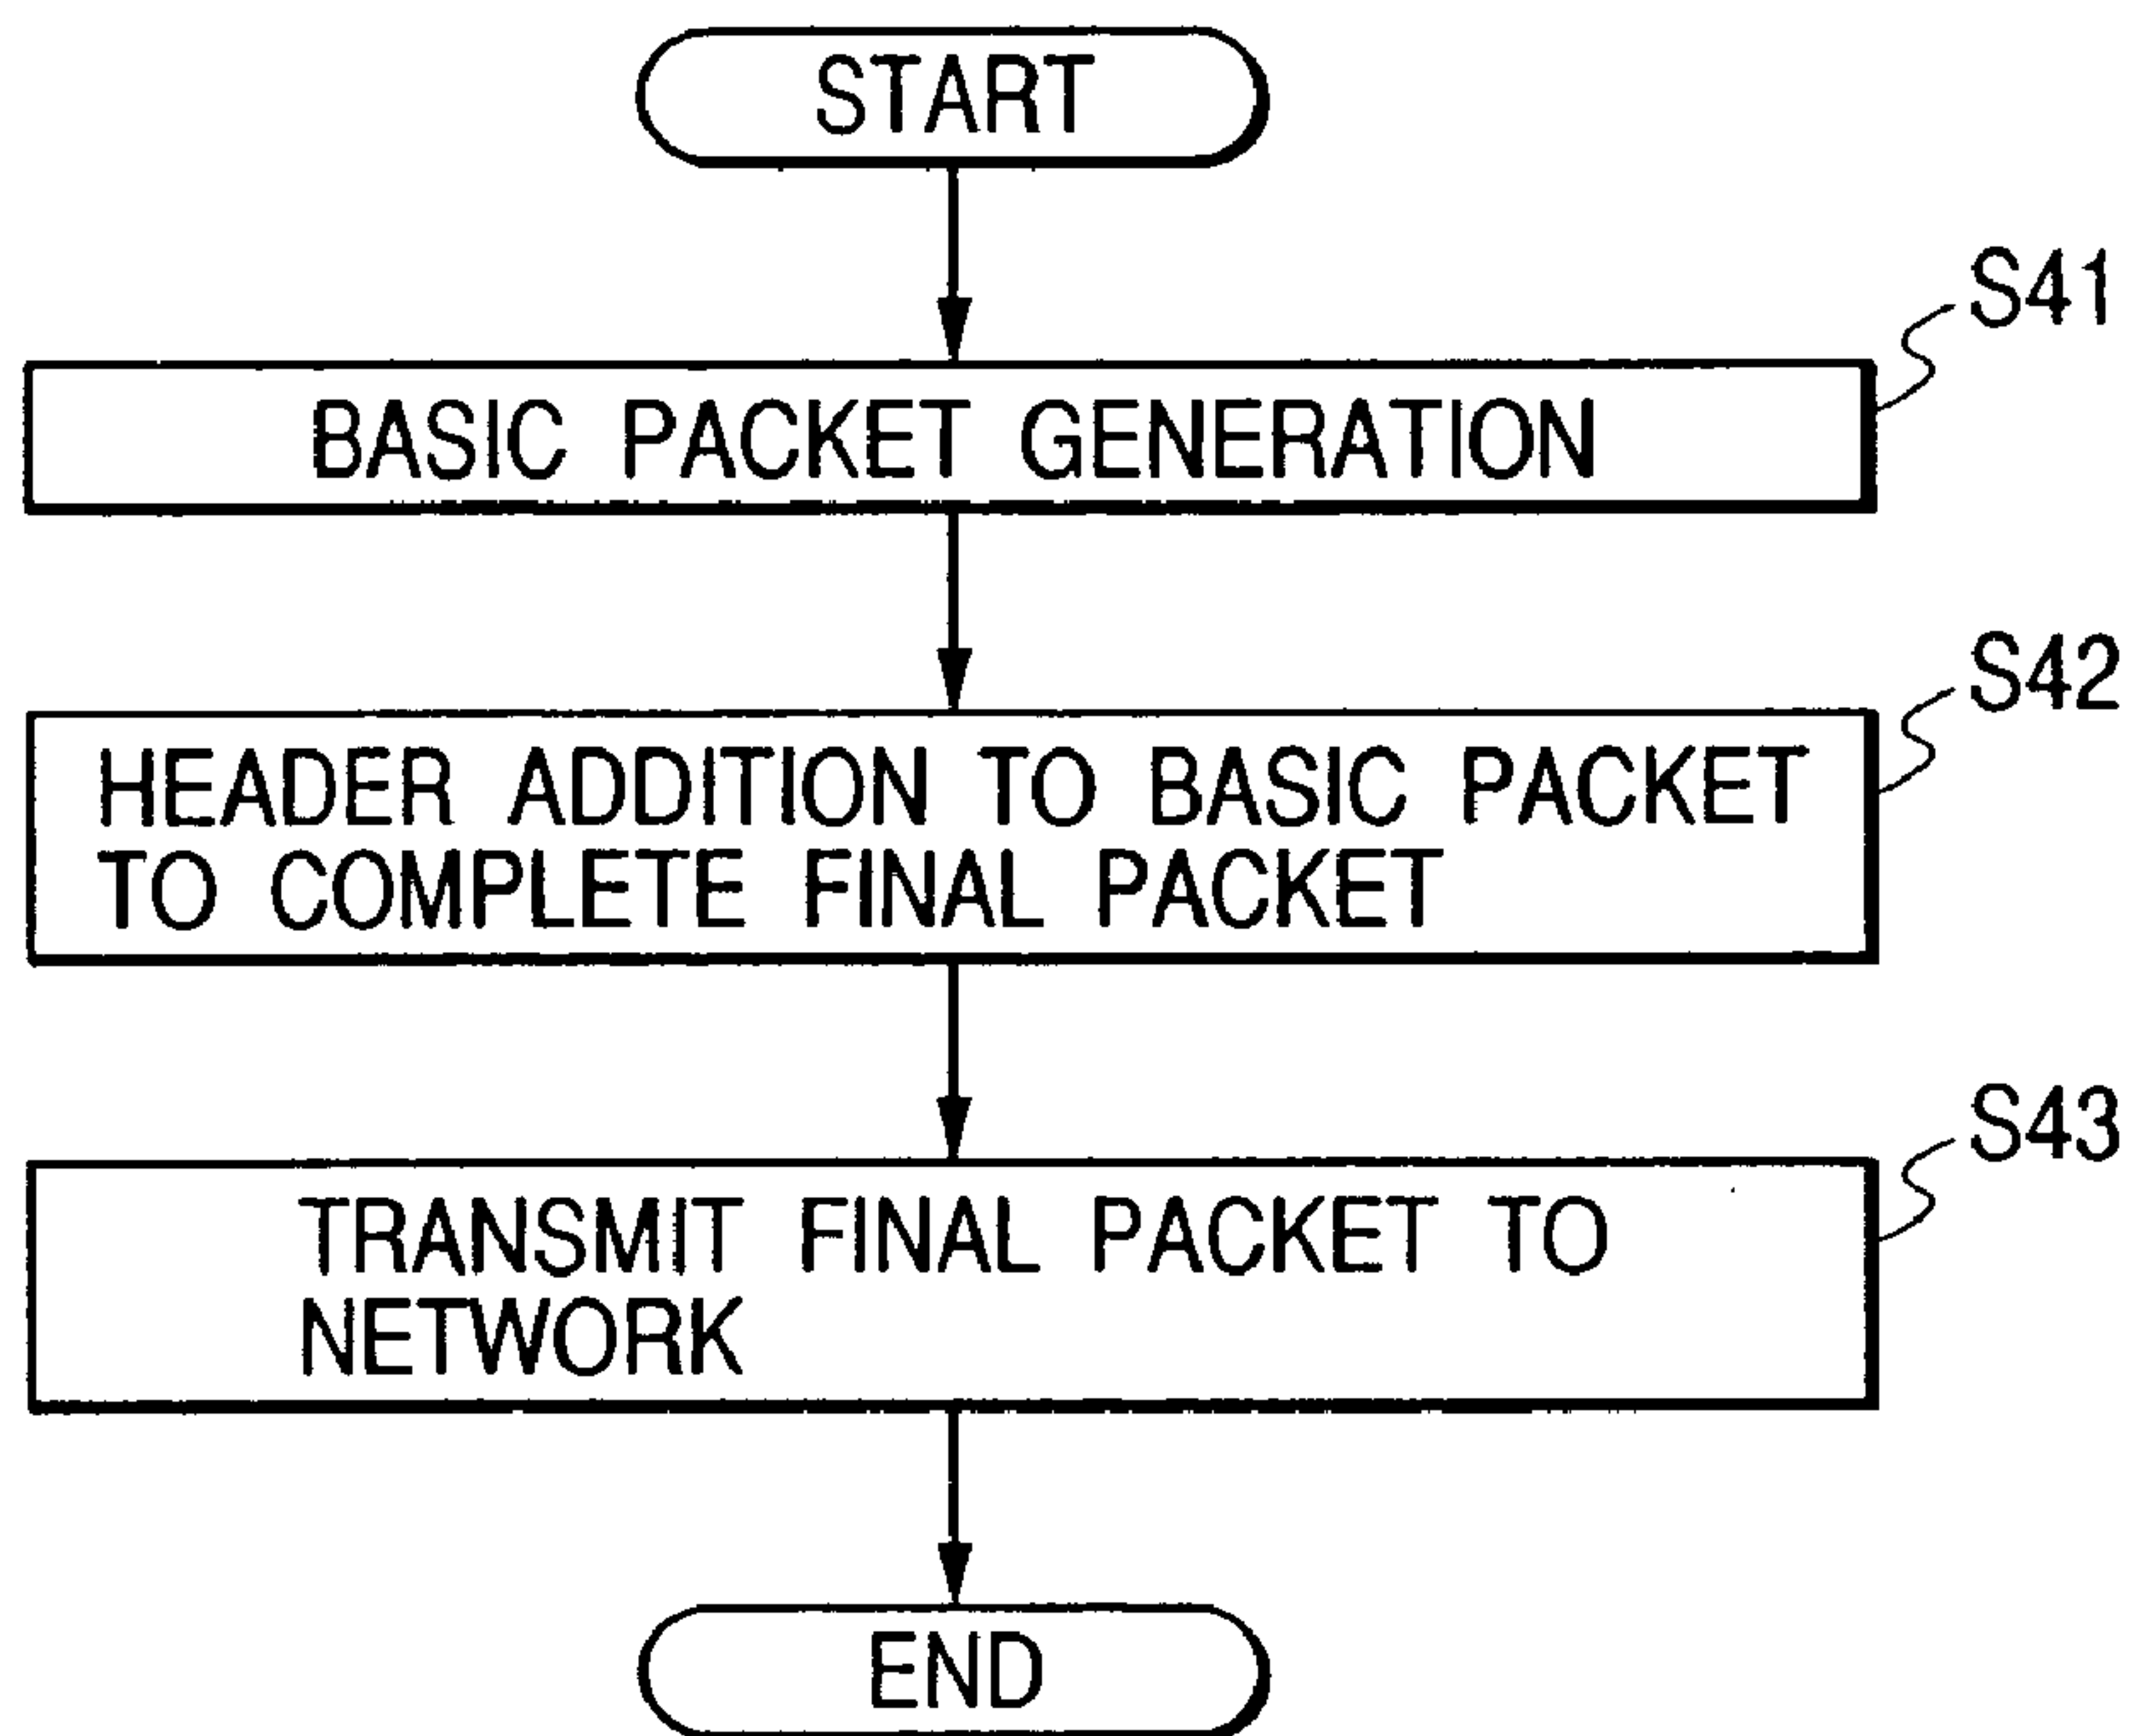 START
S41
BASIC PACKET GENERATION
S42
HEADER ADDITION TO BASIC PACKET
TO COMPLETE FINAL PACKET
S43
TRANSMIT FINAL PACKET TO
NETWORK
END